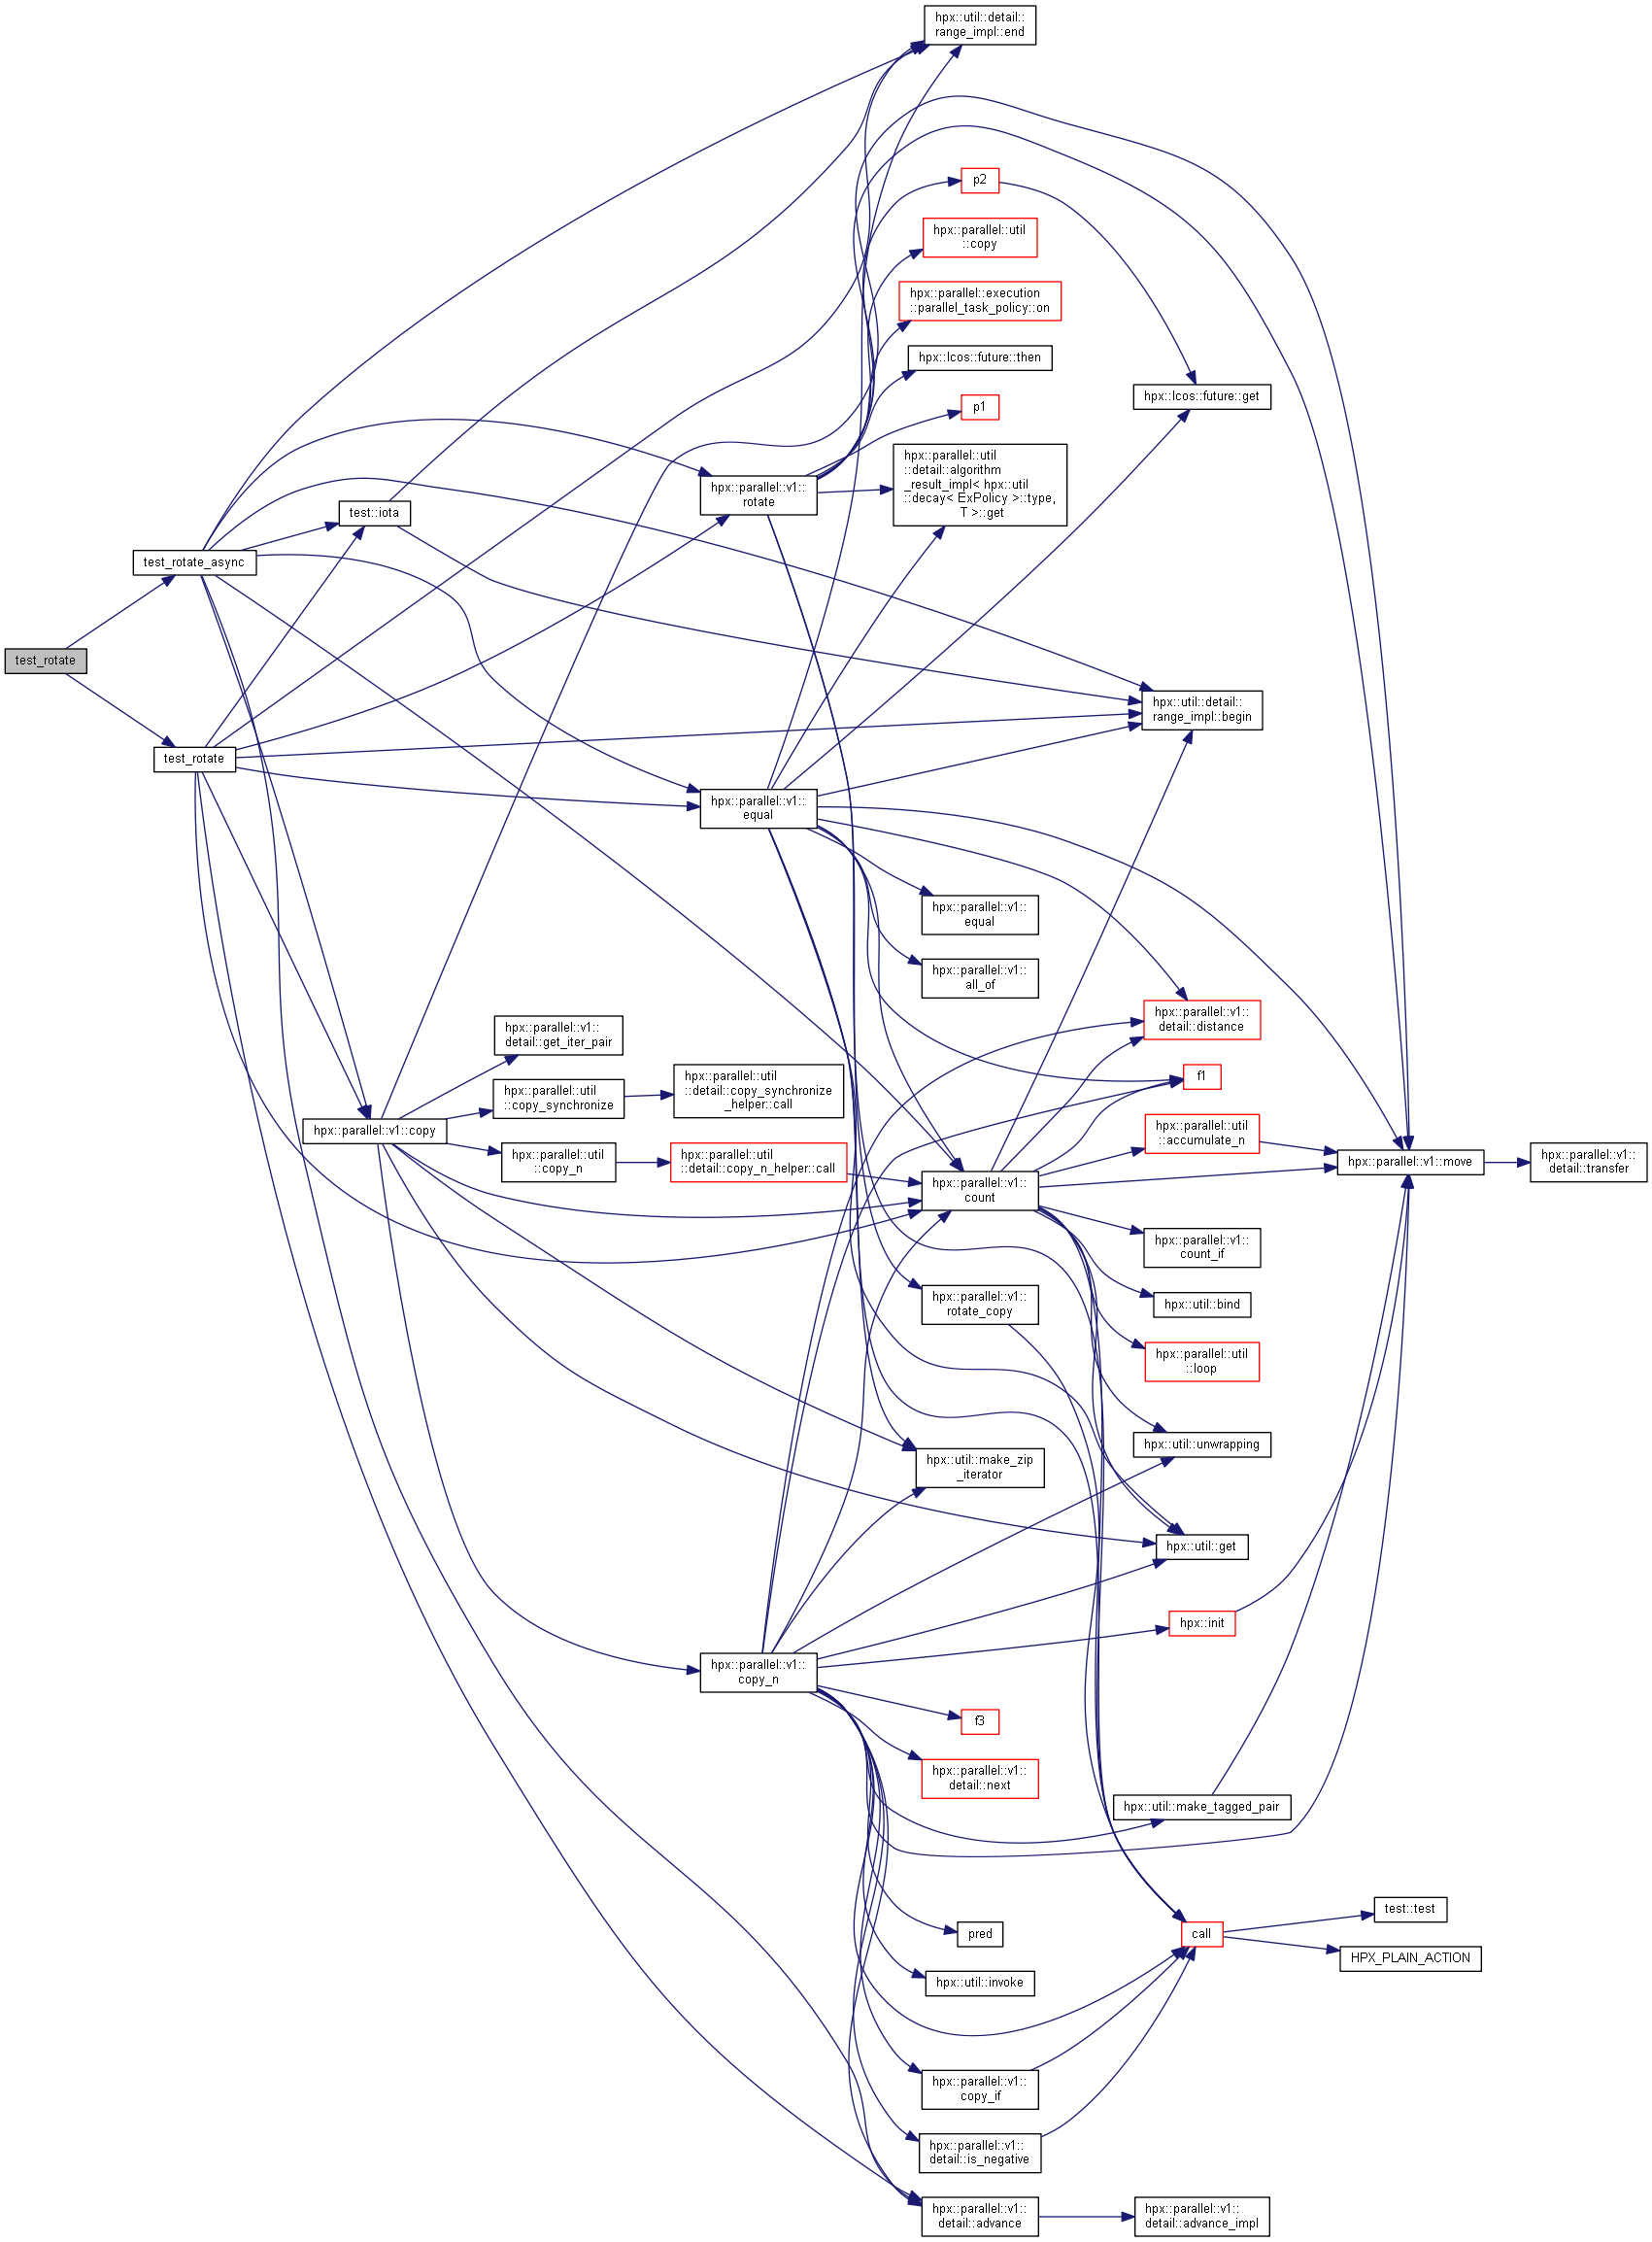 hpx::util::detail::
range_impl::end
p2
hpx::parallel::util
::copy
hpx::parallel::execution
::parallel_task_policy::on
hpx::lcos::future::then
hpx::lcos::future::get
p1
hpx::parallel::util
::detail::algorithm
_result_impl< hpx::util
::decay< ExPolicy >::type,
T >::get
hpx::parallel::v1::
rotate
test::iota
test_rotate_async
test_rotate
hpx::util::detail::
range_impl::begin
test_rotate
hpx::parallel::v1::
equal
hpx::parallel::v1::
equal
hpx::parallel::v1::
all_of
hpx::parallel::v1::
detail::distance
hpx::parallel::v1::
detail::get_iter_pair
f1
hpx::parallel::util
::copy_synchronize
hpx::parallel::util
::detail::copy_synchronize
_helper::call
hpx::parallel::v1::copy
hpx::parallel::util
::accumulate_n
hpx::parallel::util
::copy_n
hpx::parallel::util
::detail::copy_n_helper::call
hpx::parallel::v1::move
hpx::parallel::v1::
detail::transfer
hpx::parallel::v1::
count
hpx::parallel::v1::
count_if
hpx::parallel::v1::
rotate_copy
hpx::util::bind
hpx::parallel::util
::loop
hpx::util::unwrapping
hpx::util::make_zip
_iterator
hpx::util::get
hpx::init
hpx::parallel::v1::
copy_n
f3
hpx::parallel::v1::
detail::next
hpx::util::make_tagged_pair
test::test
pred
call
HPX_PLAIN_ACTION
hpx::util::invoke
hpx::parallel::v1::
copy_if
hpx::parallel::v1::
detail::is_negative
hpx::parallel::v1::
detail::advance
hpx::parallel::v1::
detail::advance_impl